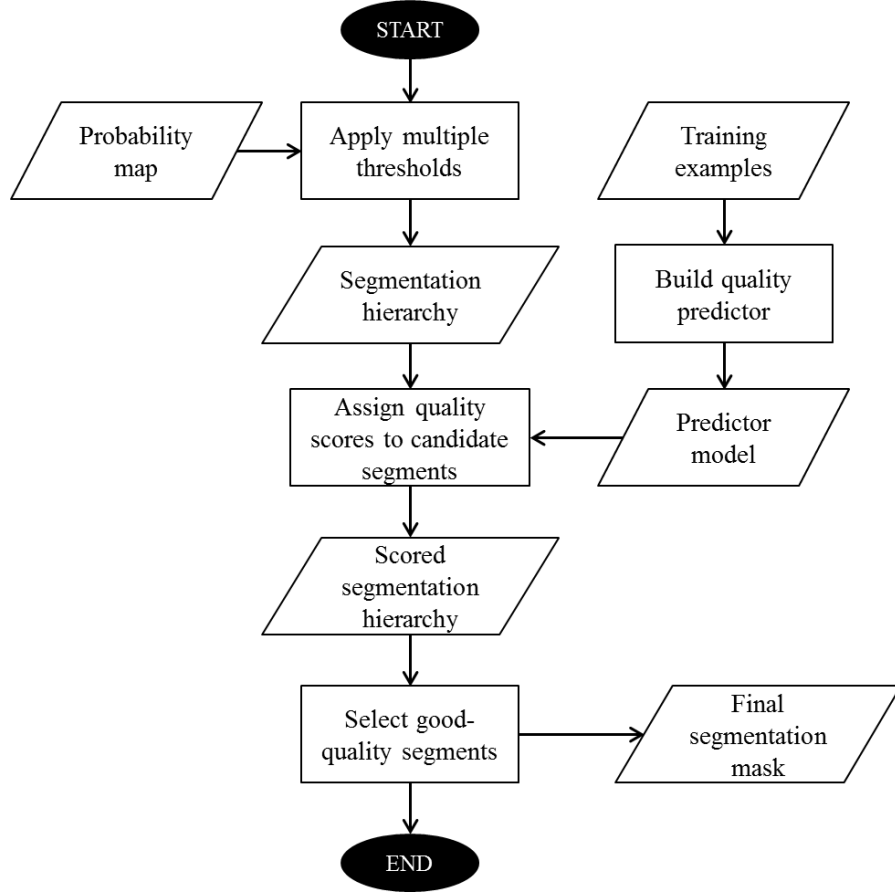 START
Probability
map
Apply multiple
thresholds
Training
examples
Segmentation
hierarchy
Build quality
predictor
Assign quality
scores to candidate
segments
Predictor
model
Scored
segmentation
hierarchy
Select good-
quality segments
Final
segmentation
mask
END